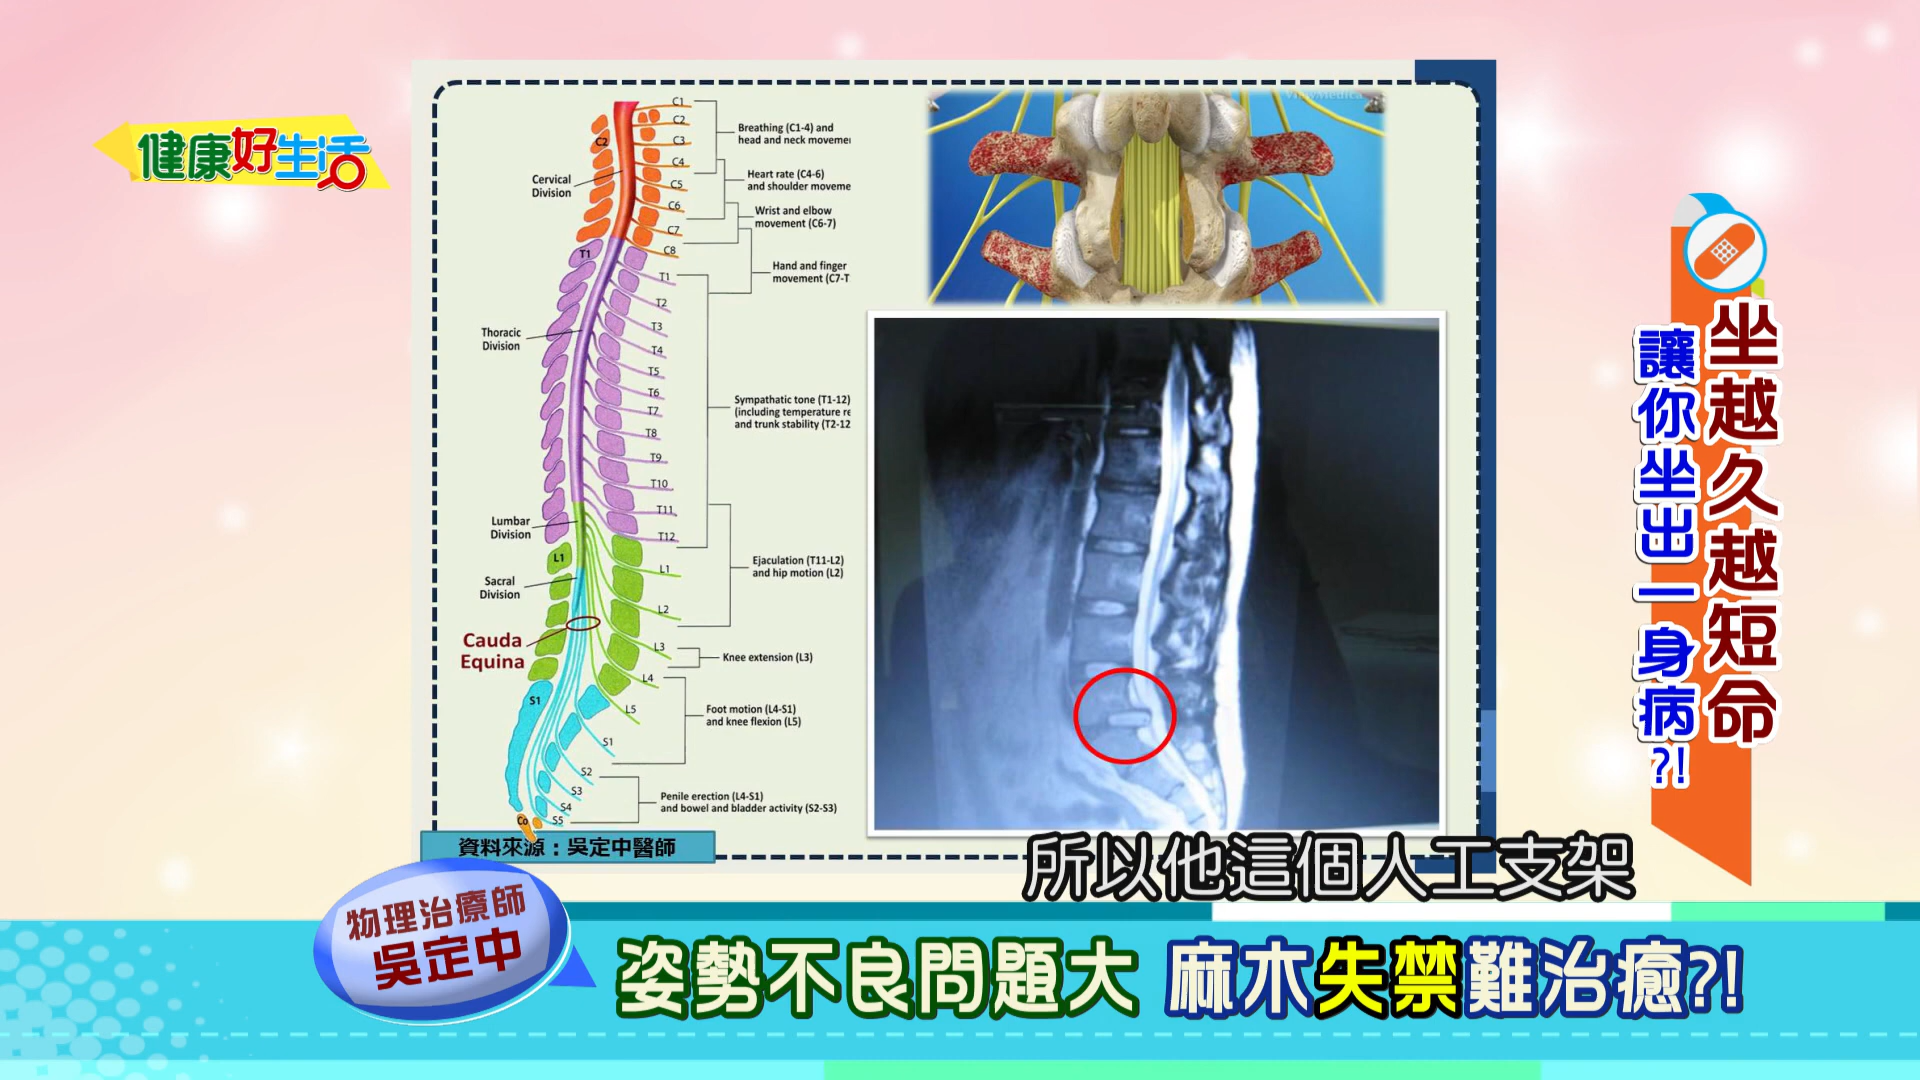 健康好生活
C1
C2
C3
C4
C5
C6
C7
C8
C2
T1
T1
T2
T3
T4
T5
T6
T7
T8
T9
T10
T11
T12
L1
L1
L2
L3
L4
L5
S1
S1
S2
S3
S4
S5
Co
Cervical
Division
Thoracic
Division
Lumbar
Division
Sacral
Division
Cauda
Equina
Breathing (C1-4) and
head and neck moveme
Heart rate (C4-6)
and shoulder moveme
Wrist and elbow
movement (C6-7)
Hand and finger
movement (C7-T
Sympathatic tone (T1-12)
(including temperature re
and trunk stability (T2-12
Ejaculation (T11-L2)
and hip motion (L2)
Knee extension (L3)
Foot motion (L4-S1)
and knee flexion (L5)
Penile erection (L4-S1)
and bowel and bladder activity (S2-S3)
ViewMedica
資料來源：吳定中醫師
坐越久越短命
讓你坐出一身病?!
所以他這個人工支架
物理治療師
吳定中
姿勢不良問題大 麻木失禁難治癒?!